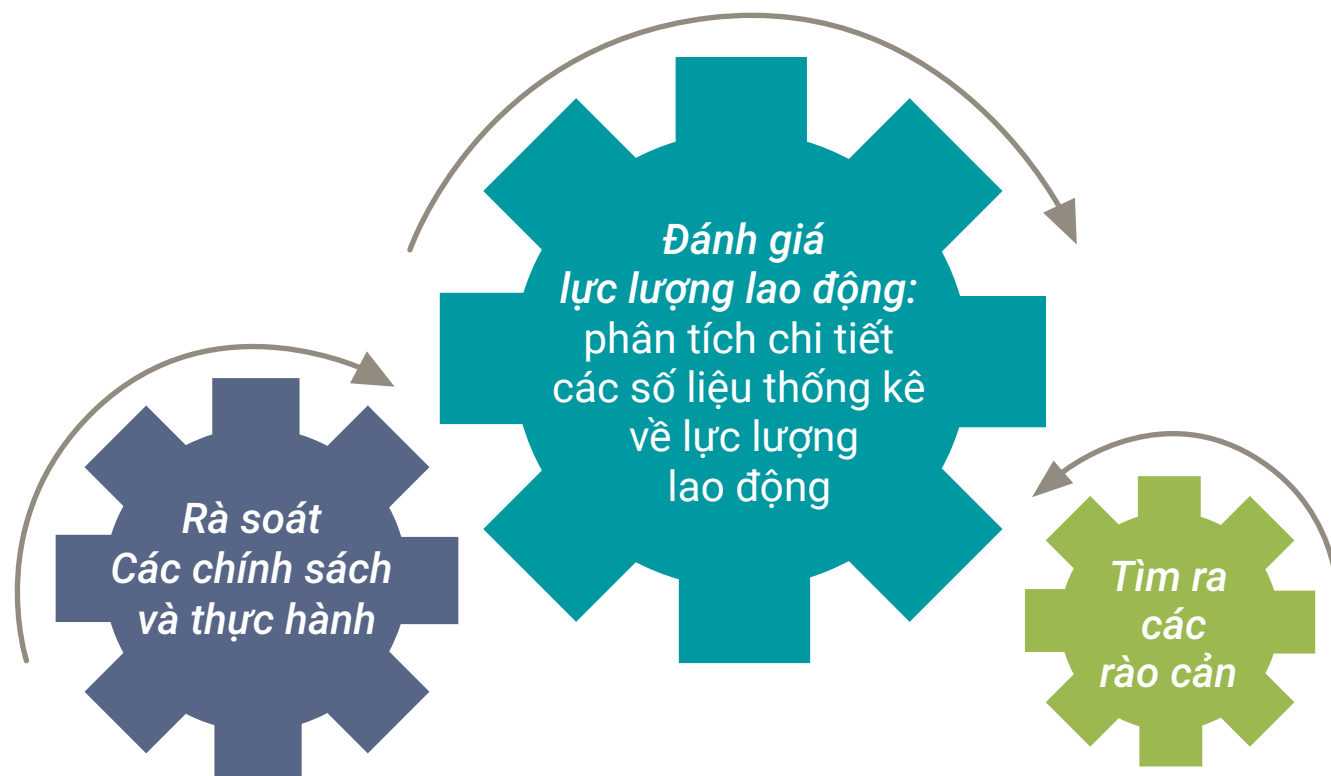 Đánh giá
lực lượng lao động:
phân tích chi tiết
các số liệu thống kê
về lực lượng
lao động
Rà soát
Các chính sách
và thực hành
Tìm ra
các
rào cản